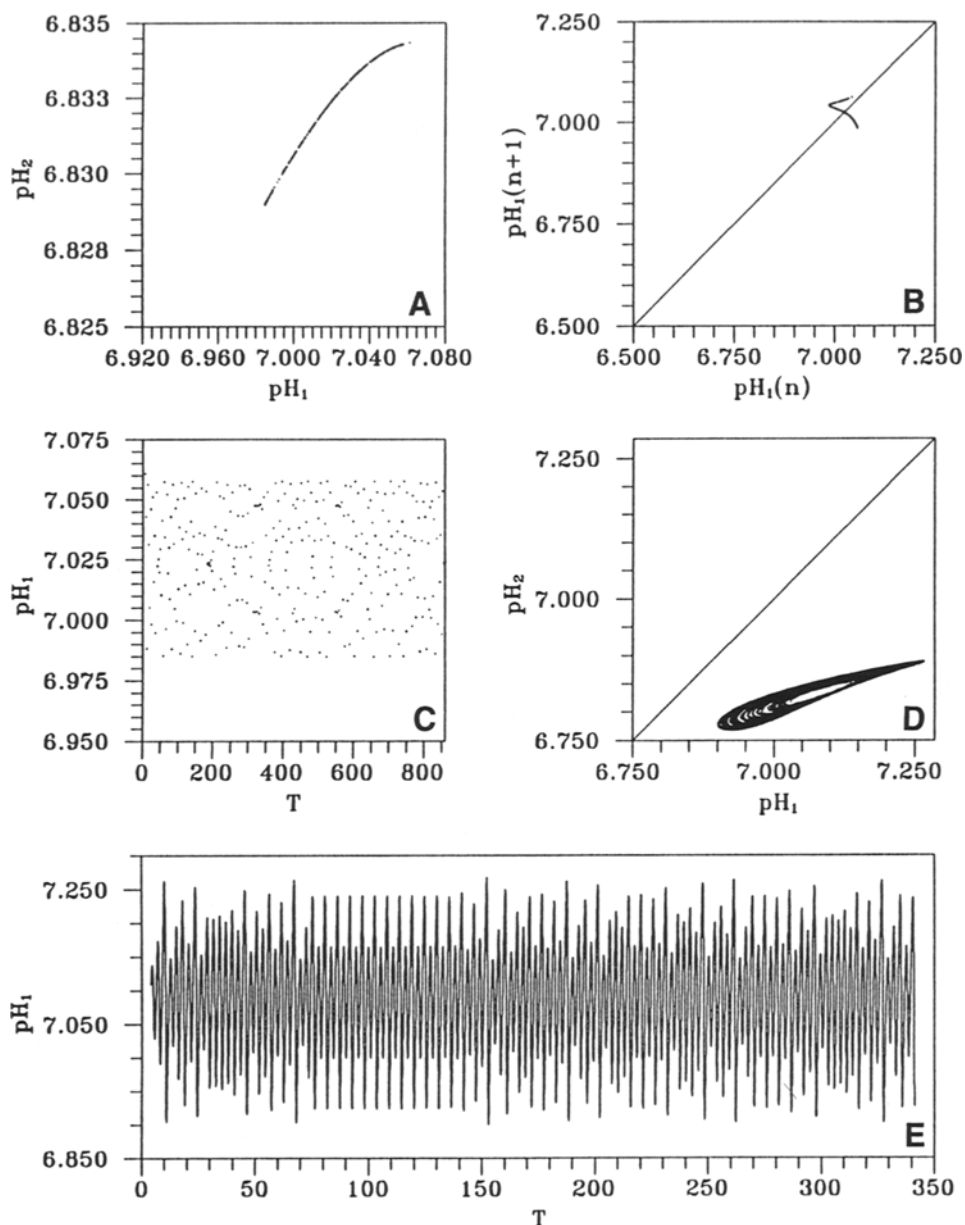 6.835
6.833
6.830
6.828
6.825
pH₂
6.920 6.960 7.000 7.040 7.080
pH₁
A
7.250
7.000
6.750
6.500
pH₁(n+1)
6.500 6.750 7.000 7.250
pH₁(n)
B
7.075
7.050
7.025
7.000
6.975
6.950
pH₁
0 200 400 600 800
T
C
7.250
7.000
6.750
pH₂
6.750 7.000 7.250
pH₁
D
7.250
7.050
6.850
pH₁
0 50 100 150 200 250 300 350
T
E